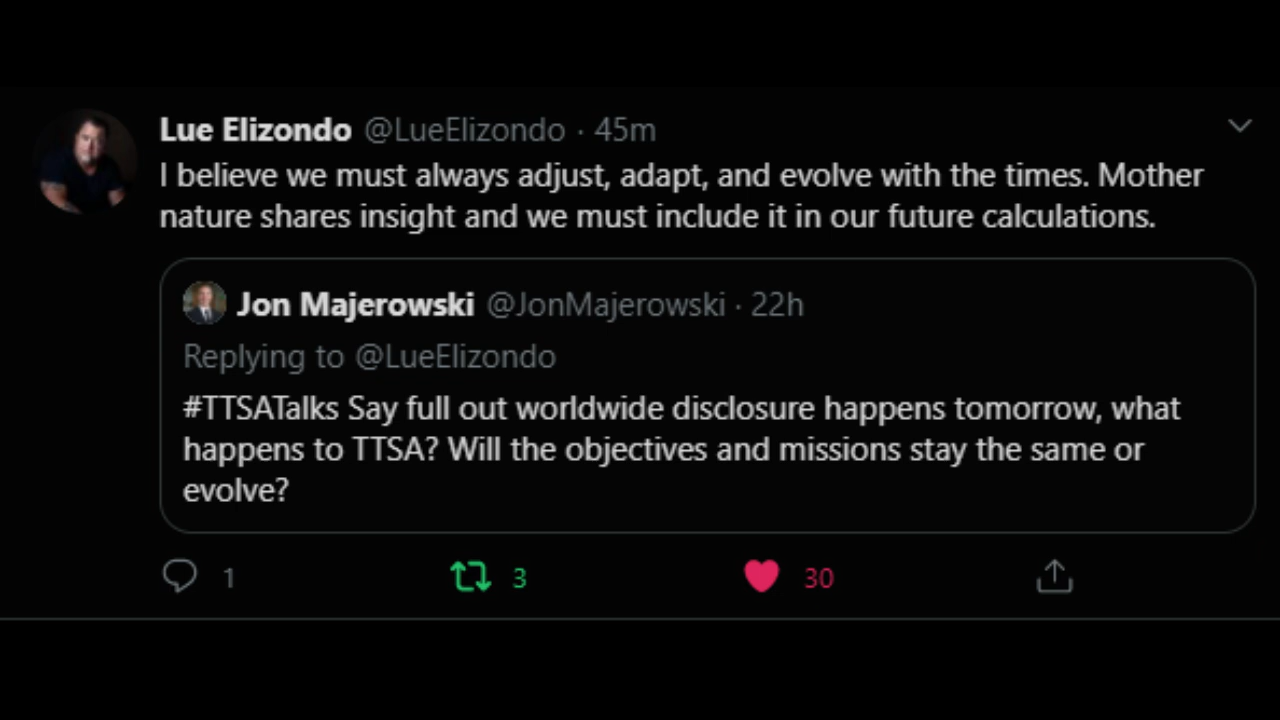 Lue Elizondo @LueElizondo · 45m
I believe we must always adjust, adapt, and evolve with the times. Mother
nature shares insight and we must include it in our future calculations.
Jon Majerowski @JonMajerowski · 22h
Replying to @LueElizondo
#TTSATalks Say full out worldwide disclosure happens tomorrow, what
happens to TTSA? Will the objectives and missions stay the same or
evolve?
1 3 30